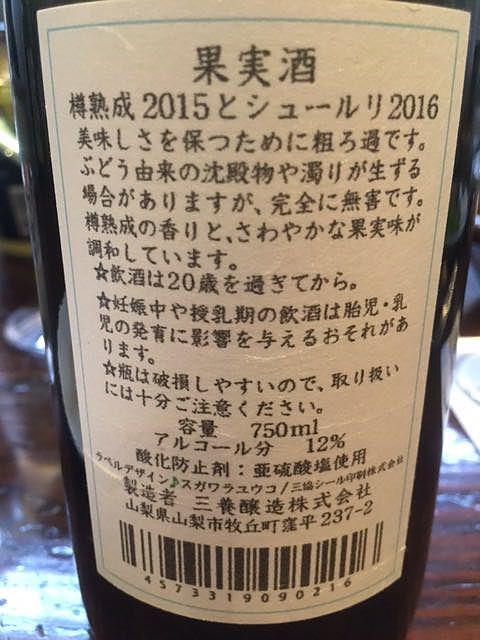 果実酒
樽熟成 2015とシュールリ2016
美味しさを保つために粗ろ過です。
ぶどう由来の沈殿物や濁りが生ずる
場合がありますが、完全に無害です。
樽熟成の香りと、さわやかな果実味が
調和しています。
☆飲酒は20歳を過ぎてから。
☆妊娠中や授乳期の飲酒は胎児・乳
児の発育に影響を与えるおそれがあ
ります。
☆瓶は破損しやすいので、取り扱い
には十分ご注意ください。
容量 750ml
アルコール分 12%
酸化防止剤：亜硫酸塩使用
ラベルデザイン♪スガワラユウコ/三協シール印刷株式会社
製造者 三養醸造株式会社
山梨県山梨市牧丘町窪平237-2
4573319090216